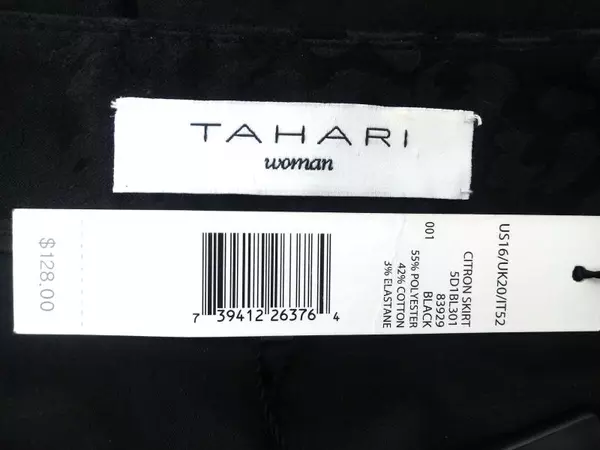 TAHARI
woman
$128.00
7 39412 26376 4
US16/UK20/IT52
CITRON SKIRT
5D1BL301
83929
BLACK
001
55% POLYESTER
42% COTTON
3% ELASTANE